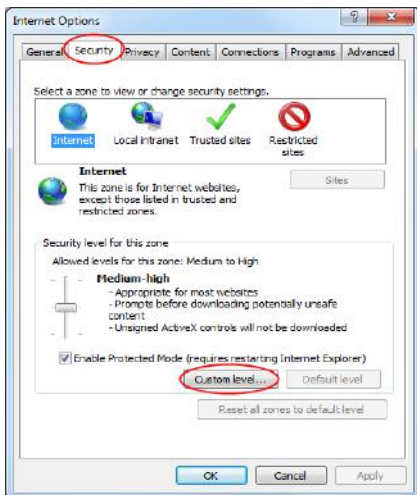 Internet Options
General Security Privacy Content Connections Programs Advanced
Select a zone to view or change security settings.
Internet Local intranet Trusted sites Restricted sites
Internet
This zone is for Internet websites,
except those listed in trusted and
restricted zones.
Sites
Security level for this zone
Allowed levels for this zone: Medium to High
Medium-high
- Appropriate for most websites
- Prompts before downloading potentially unsafe
content
- Unsigned ActiveX controls will not be downloaded
Enable Protected Mode (requires restarting Internet Explorer)
Custom level... Default level
Reset all zones to default level
OK Cancel Apply